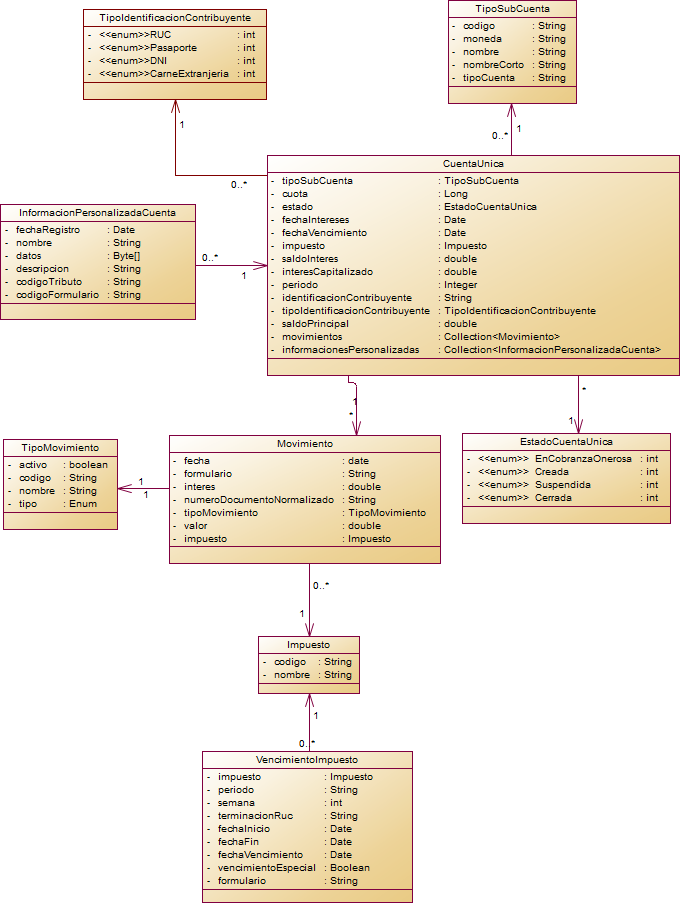 TipoIdentificacionContribuyente
- <<enum>>RUC : int
- <<enum>>Pasaporte : int
- <<enum>>DNI : int
- <<enum>>CarneExtranjeria : int
TipoSubCuenta
- codigo : String
- moneda : String
- nombre : String
- nombreCorto : String
- tipoCuenta : String
1
0..*
1
0..*
CuentaUnica
- tipoSubCuenta : TipoSubCuenta
- cuota : Long
- estado : EstadoCuentaUnica
- fechaIntereses : Date
- fechaVencimiento : Date
- impuesto : Impuesto
- saldoInteres : double
- interesCapitalizado : double
- periodo : Integer
- identificacionContribuyente : String
- tipoIdentificacionContribuyente : TipoIdentificacionContribuyente
- saldoPrincipal : double
- movimientos : Collection<Movimiento>
- informacionesPersonalizadas : Collection<InformacionPersonalizadaCuenta>
InformacionPersonalizadaCuenta
- fechaRegistro : Date
- nombre : String
- datos : Byte[]
- descripcion : String
- codigoTributo : String
- codigoFormulario : String
0..*
1
1
*
*
1
TipoMovimiento
- activo : boolean
- codigo : String
- nombre : String
- tipo : Enum
1
1
Movimiento
- fecha : date
- formulario : String
- interes : double
- numeroDocumentoNormalizado : String
- tipoMovimiento : TipoMovimiento
- valor : double
- impuesto : Impuesto
EstadoCuentaUnica
- <<enum>> EnCobranzaOnerosa : int
- <<enum>> Creada : int
- <<enum>> Suspendida : int
- <<enum>> Cerrada : int
0..*
1
Impuesto
- codigo : String
- nombre : String
1
0..*
VencimientoImpuesto
- impuesto : Impuesto
- periodo : String
- semana : int
- terminacionRuc : String
- fechaInicio : Date
- fechaFin : Date
- fechaVencimiento : Date
- vencimientoEspecial : Boolean
- formulario : String